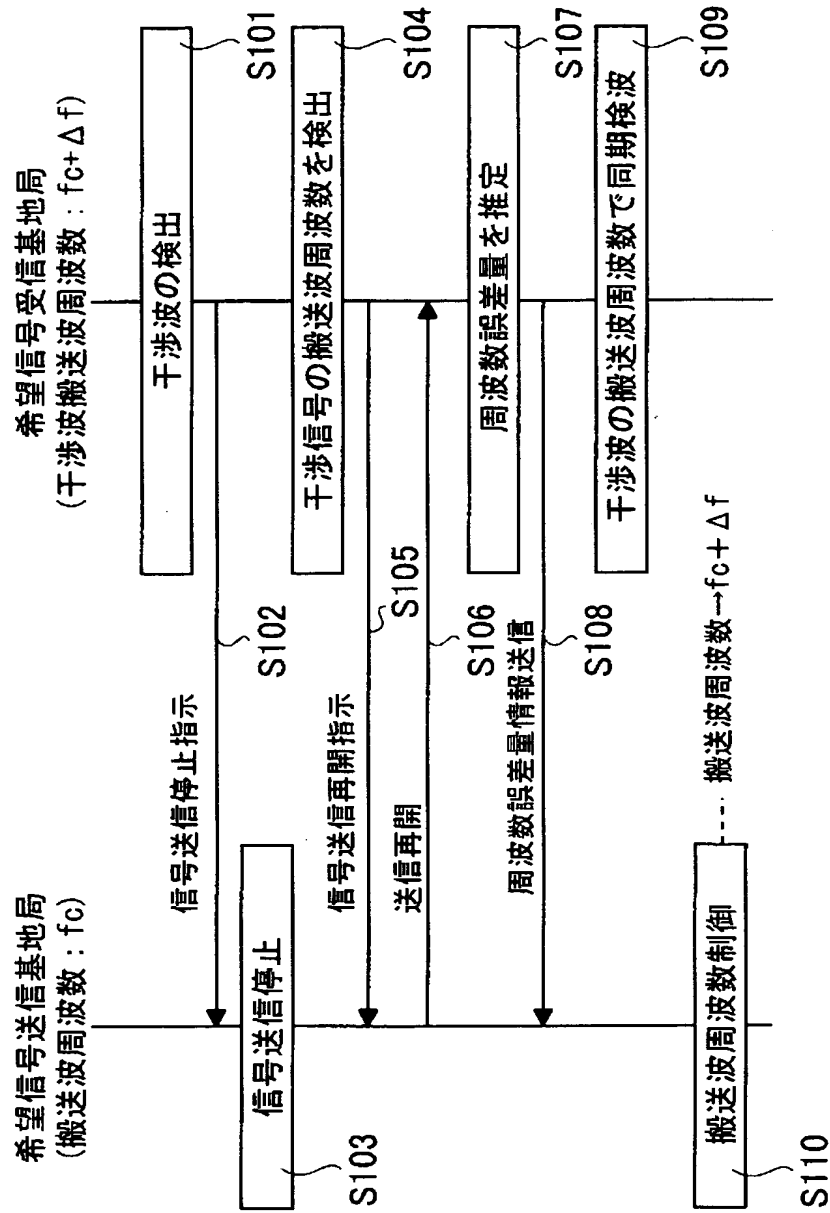 希望信号送信基地局
(搬送波周波数：fc)
希望信号受信基地局
(干渉波搬送波周波数：fc+Δf)
干渉波の検出
S101
信号送信停止指示
S102
信号送信停止
S103
干渉信号の搬送波周波数を検出
S104
信号送信再開指示
S105
送信再開
S106
周波数誤差量を推定
S107
周波数誤差量情報送信
S108
干渉波の搬送波周波数で同期検波
S109
搬送波周波数制御
搬送波周波数→fc+Δf
S110